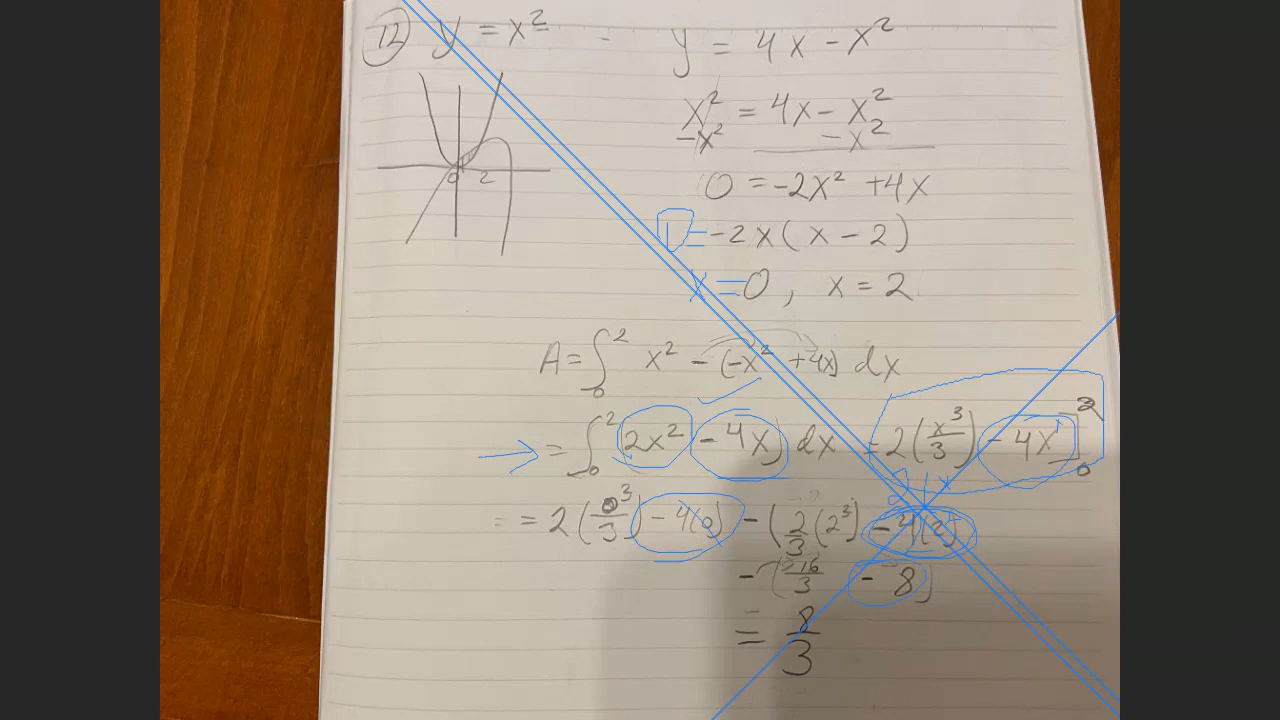 12 y = x² - y = 4x - x²
x² = 4x - x²
-x² - x²
0 2
0 = -2x² + 4x
= -2x(x - 2)
x = 0, x = 2
A = ∫₀² x² - (-x² + 4x) dx
→ = ∫₀² 2x² - 4x) dx = 2(x³/3) - 4x]₀²
= = 2(0³/3) - 4(0) - (2/3(2³) - 4(2)
- (16/3 - 8)
= 8/3